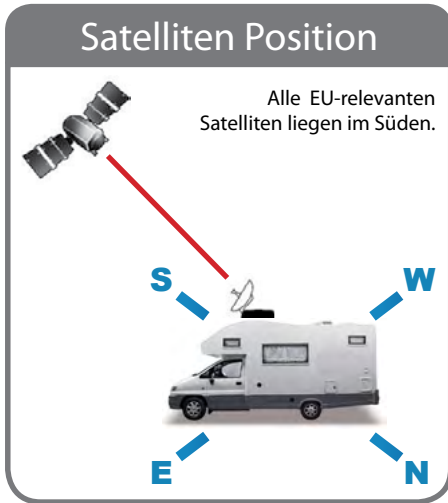 Satelliten Position
Alle EU-relevanten
Satelliten liegen im Süden.
S
W
E
N